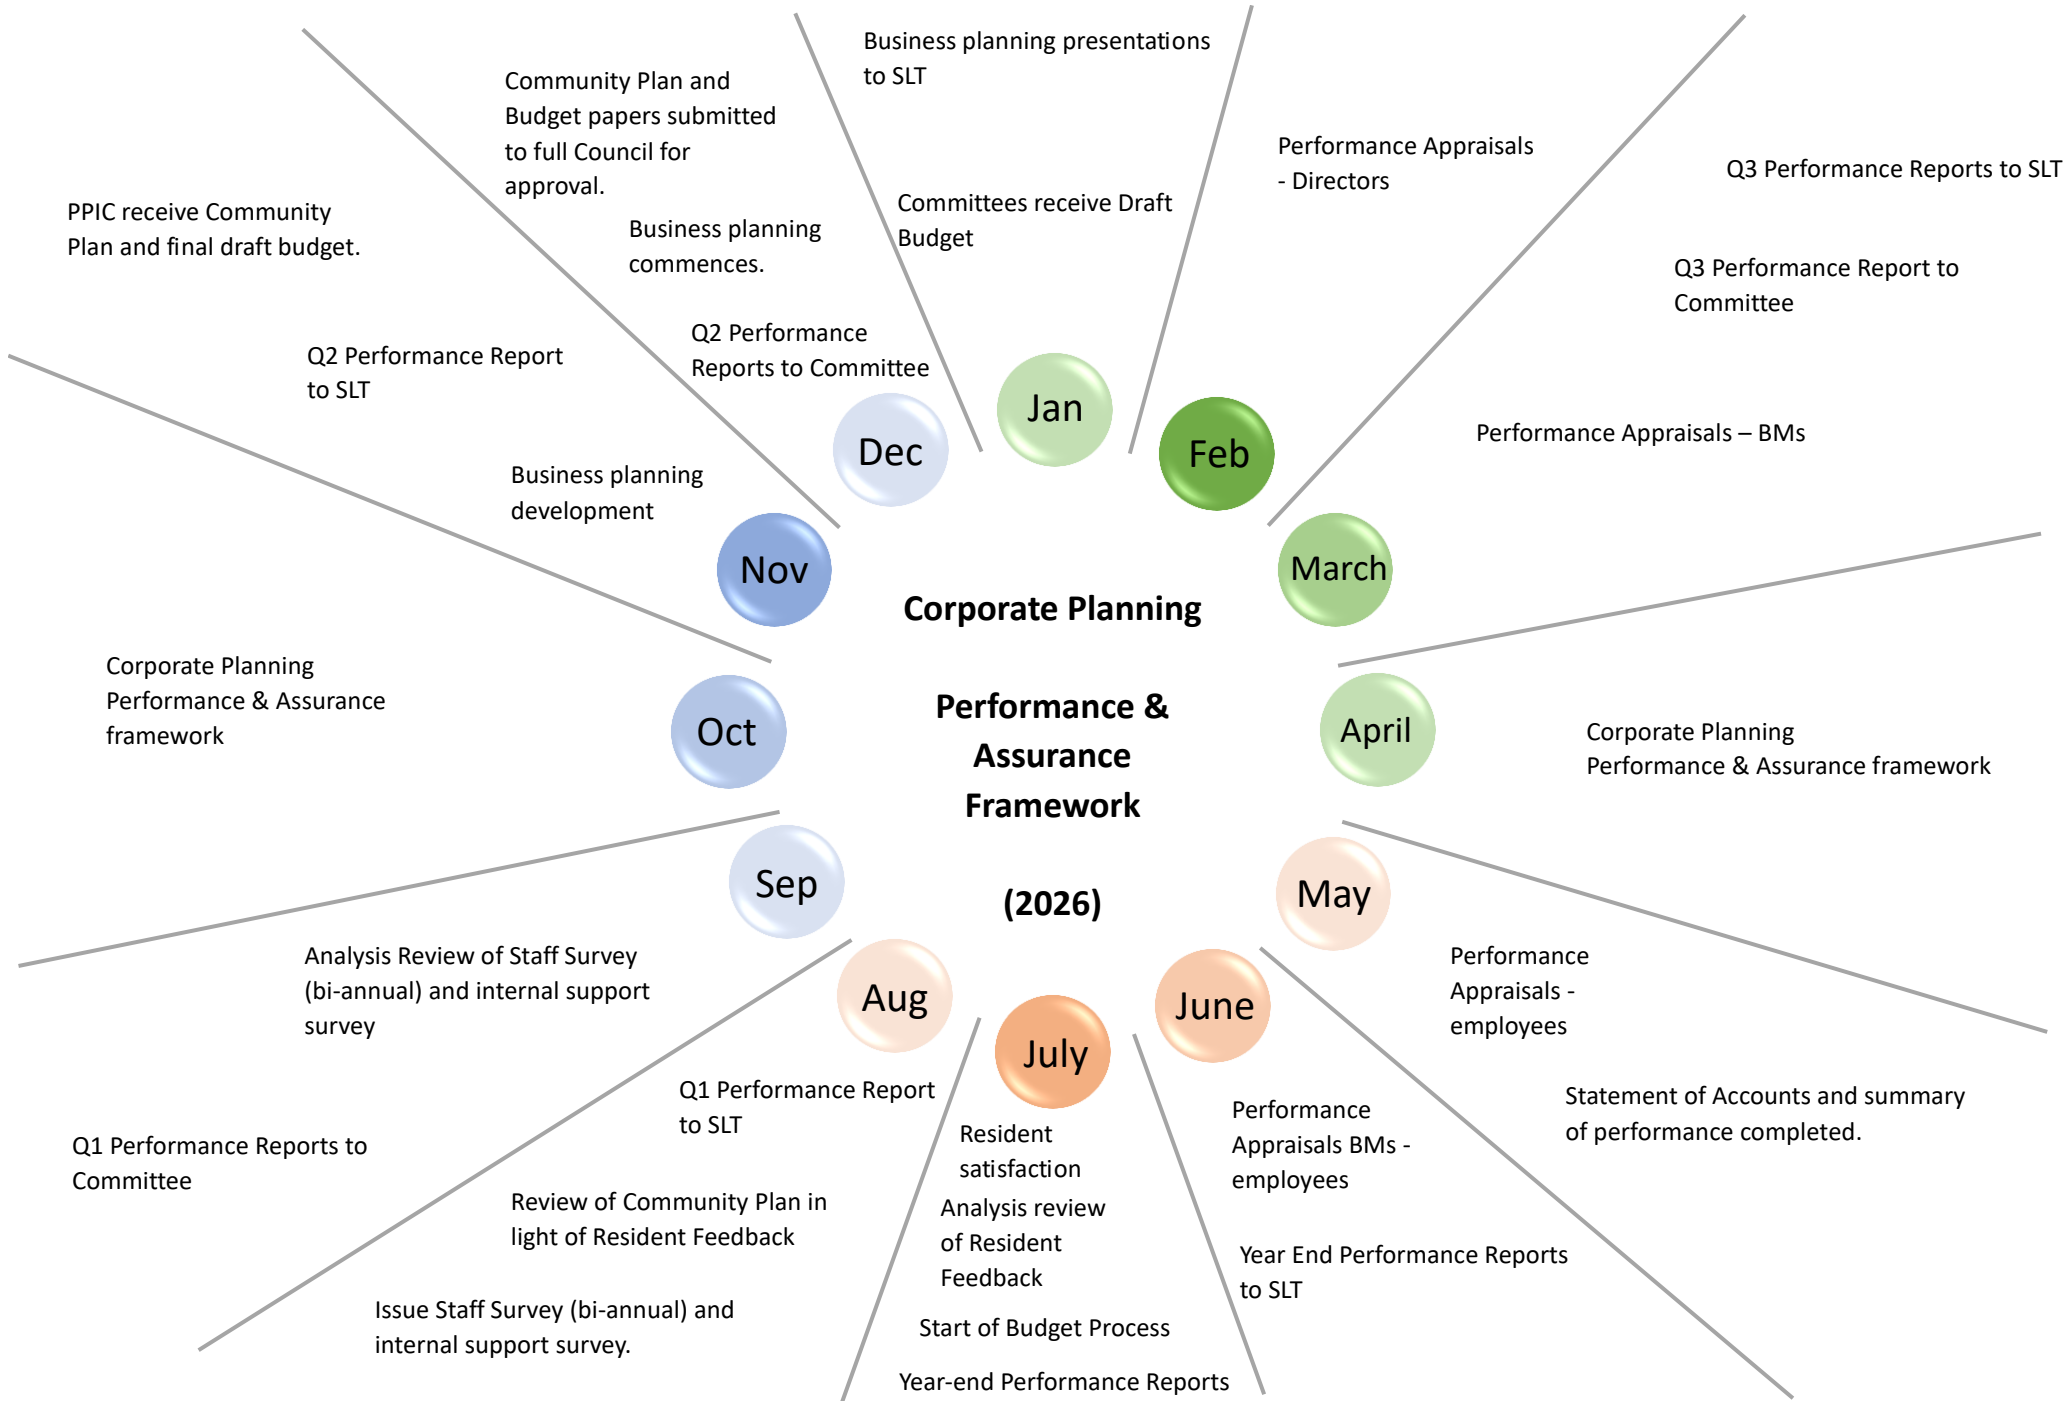 Business planning presentations
to SLT
Committees receive Draft
Budget
Jan
Performance Appraisals
- Directors
Feb
Q3 Performance Reports to SLT
Q3 Performance Report to
Committee
Performance Appraisals – BMs
March
Corporate Planning
Performance & Assurance framework
April
Performance
Appraisals -
employees
Statement of Accounts and summary
of performance completed.
May
Performance
Appraisals BMs -
employees
Year End Performance Reports
to SLT
June
July
Resident
satisfaction
Analysis review
of Resident
Feedback
Start of Budget Process
Year-end Performance Reports
Aug
Q1 Performance Report
to SLT
Review of Community Plan in
light of Resident Feedback
Issue Staff Survey (bi-annual) and
internal support survey.
Sep
Analysis Review of Staff Survey
(bi-annual) and internal support
survey
Q1 Performance Reports to
Committee
Oct
Corporate Planning
Performance & Assurance
framework
Nov
PPIC receive Community
Plan and final draft budget.
Q2 Performance Report
to SLT
Business planning
development
Dec
Community Plan and
Budget papers submitted
to full Council for
approval.
Business planning
commences.
Q2 Performance
Reports to Committee
Corporate Planning
Performance &
Assurance
Framework
(2026)